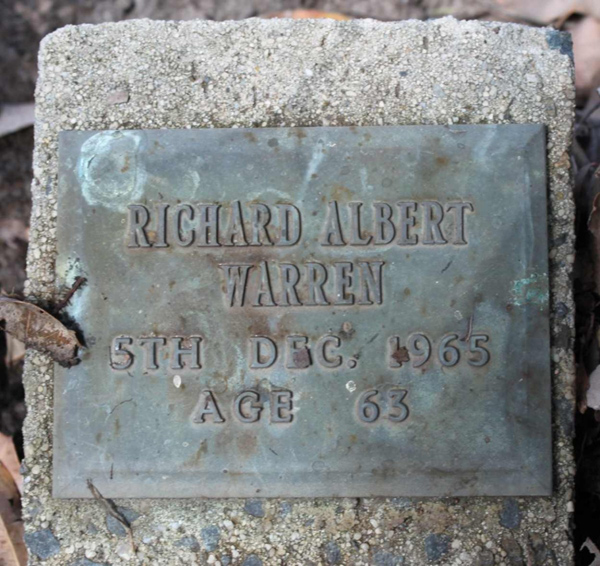 RICHARD ALBERT
WARREN
5TH DEC. 1965
AGE 63